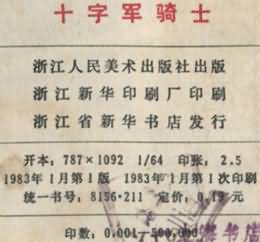 十字军骑士
浙江人民美术出版社出版
浙江新华印刷厂印刷
浙江省新华书店发行
开本：787×1092 1/64 印张：2.5
1983年1月第1版 1983年1月第1次印刷
统一书号：8156·211 定价：0.19元
印数：0,001—500,000
书店